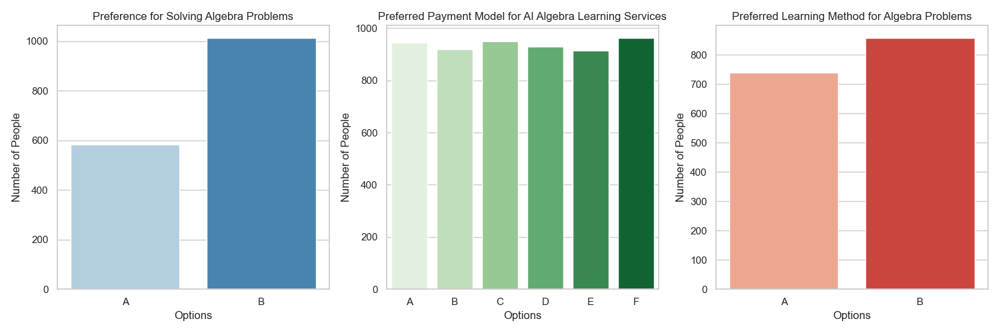 Preference for Solving Algebra Problems
Number of People
1000
800
600
400
200
0
A B
Options
Preferred Payment Model for AI Algebra Learning Services
Number of People
1000
800
600
400
200
0
A B C D E F
Options
Preferred Learning Method for Algebra Problems
Number of People
800
700
600
500
400
300
200
100
0
A B
Options